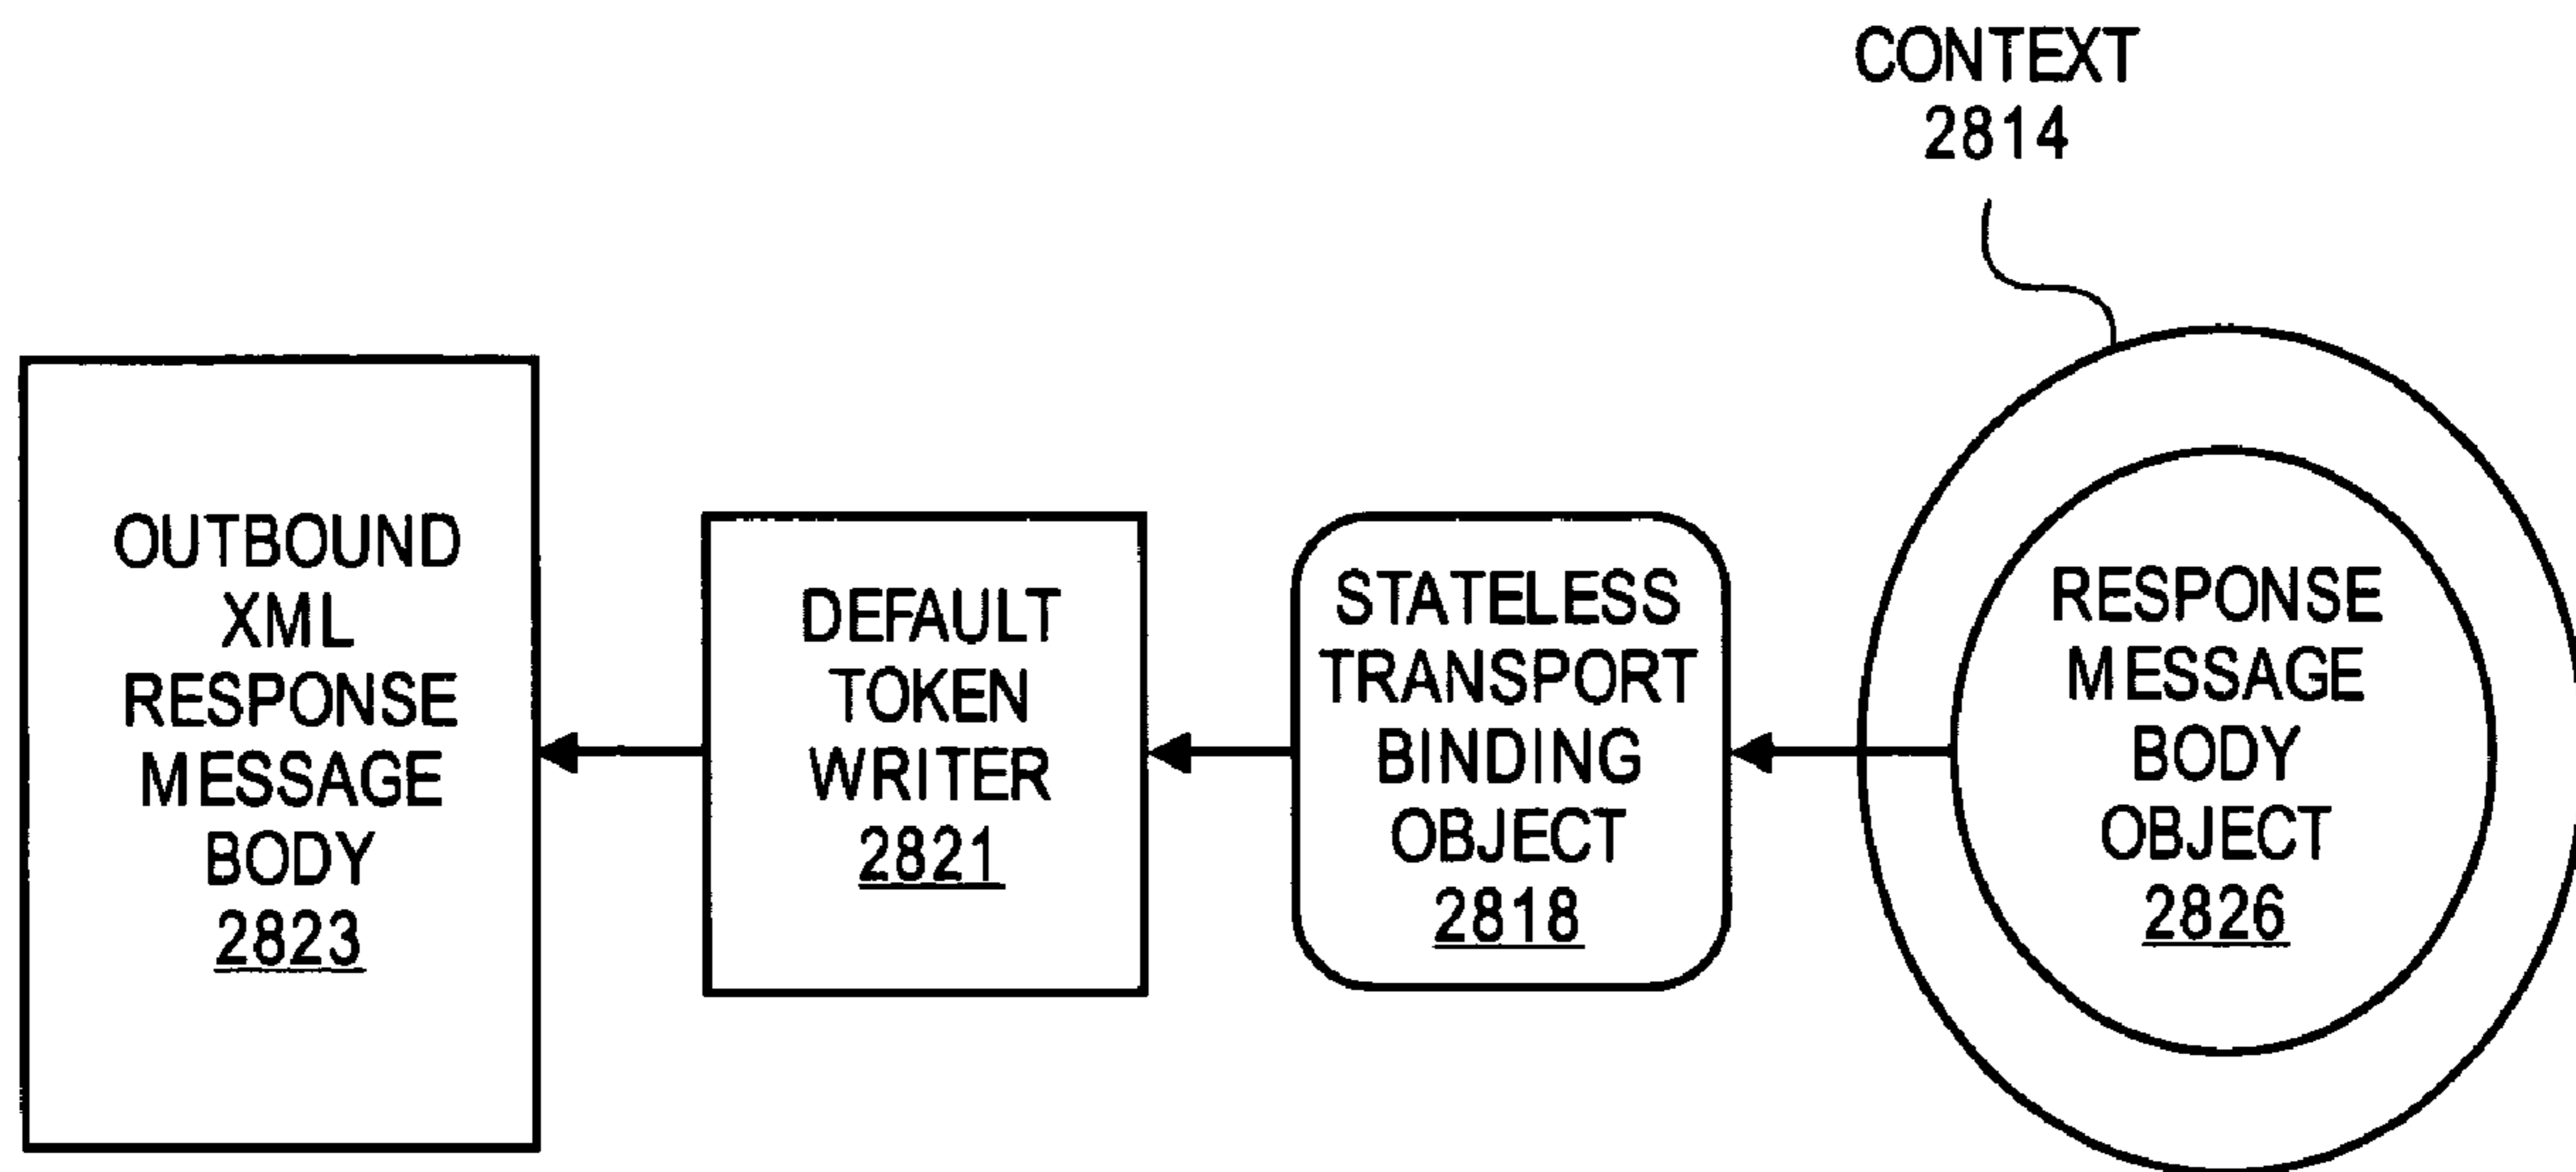 CONTEXT
2814
OUTBOUND
XML
RESPONSE
MESSAGE
BODY
2823
DEFAULT
TOKEN
WRITER
2821
STATELESS
TRANSPORT
BINDING
OBJECT
2818
RESPONSE
MESSAGE
BODY
OBJECT
2826